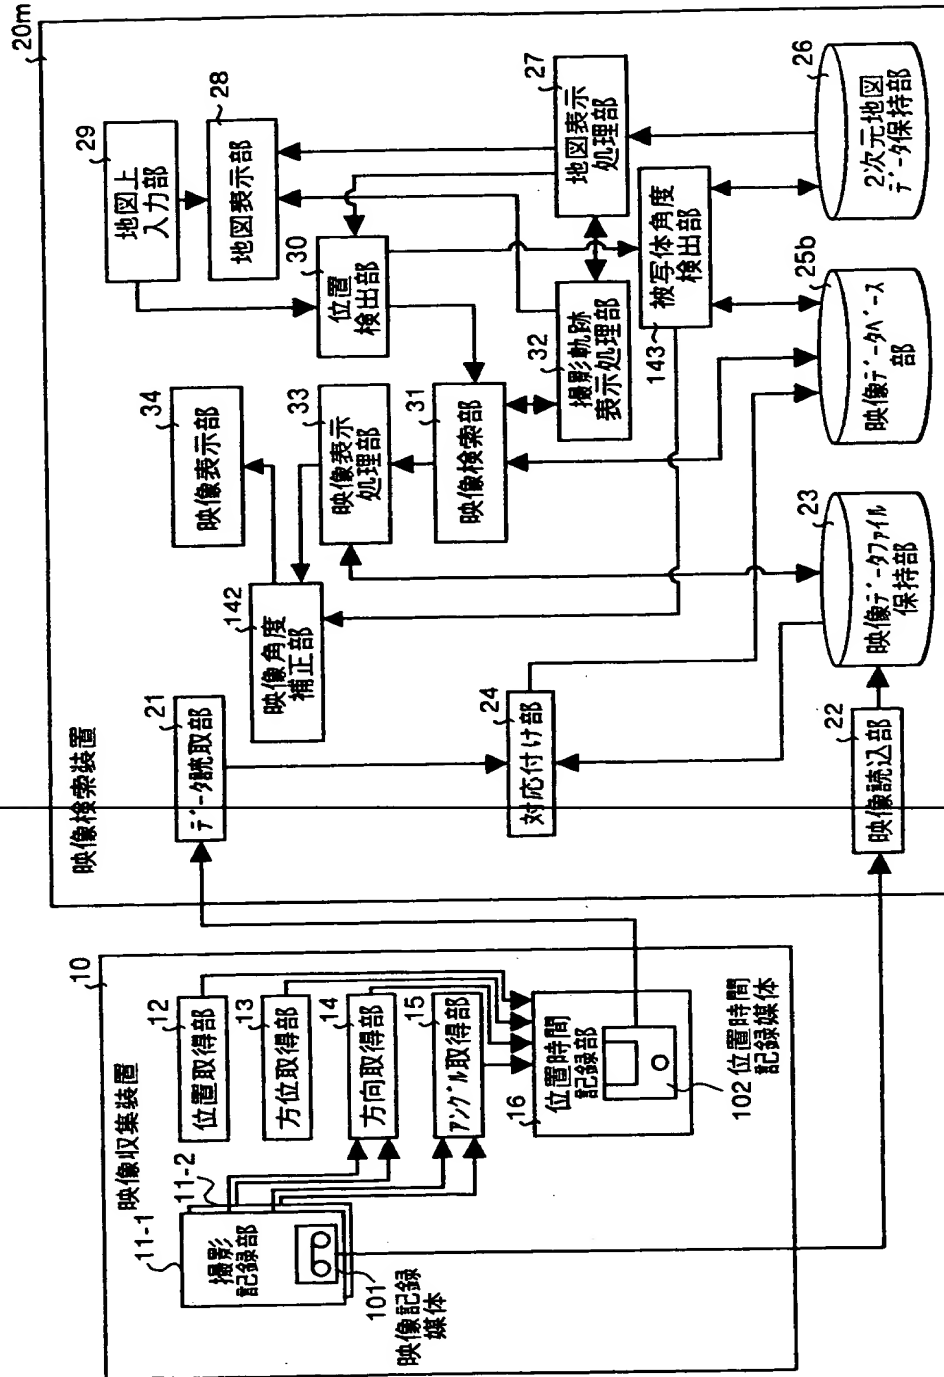 映像収集装置
10
11-1
11-2
撮影
記録部
101
映像記録
媒体
12
位置取得部
13
方位取得部
14
方向取得部
15
アングル取得部
16
位置時間
記録部
102 位置時間
記録媒体
映像検索装置
20m
21
データ読取部
142
映像角度
補正部
34
映像表示部
33
映像表示
処理部
31
映像検索部
29
地図上
入力部
28
地図表示部
30
位置
検出部
32
撮影軌跡
表示処理部
27
地図表示
処理部
143
被写体角度
検出部
24
対応付け部
22
映像読込部
23
映像データファイル
保持部
25b
映像データベース
部
26
2次元地図
データ保持部